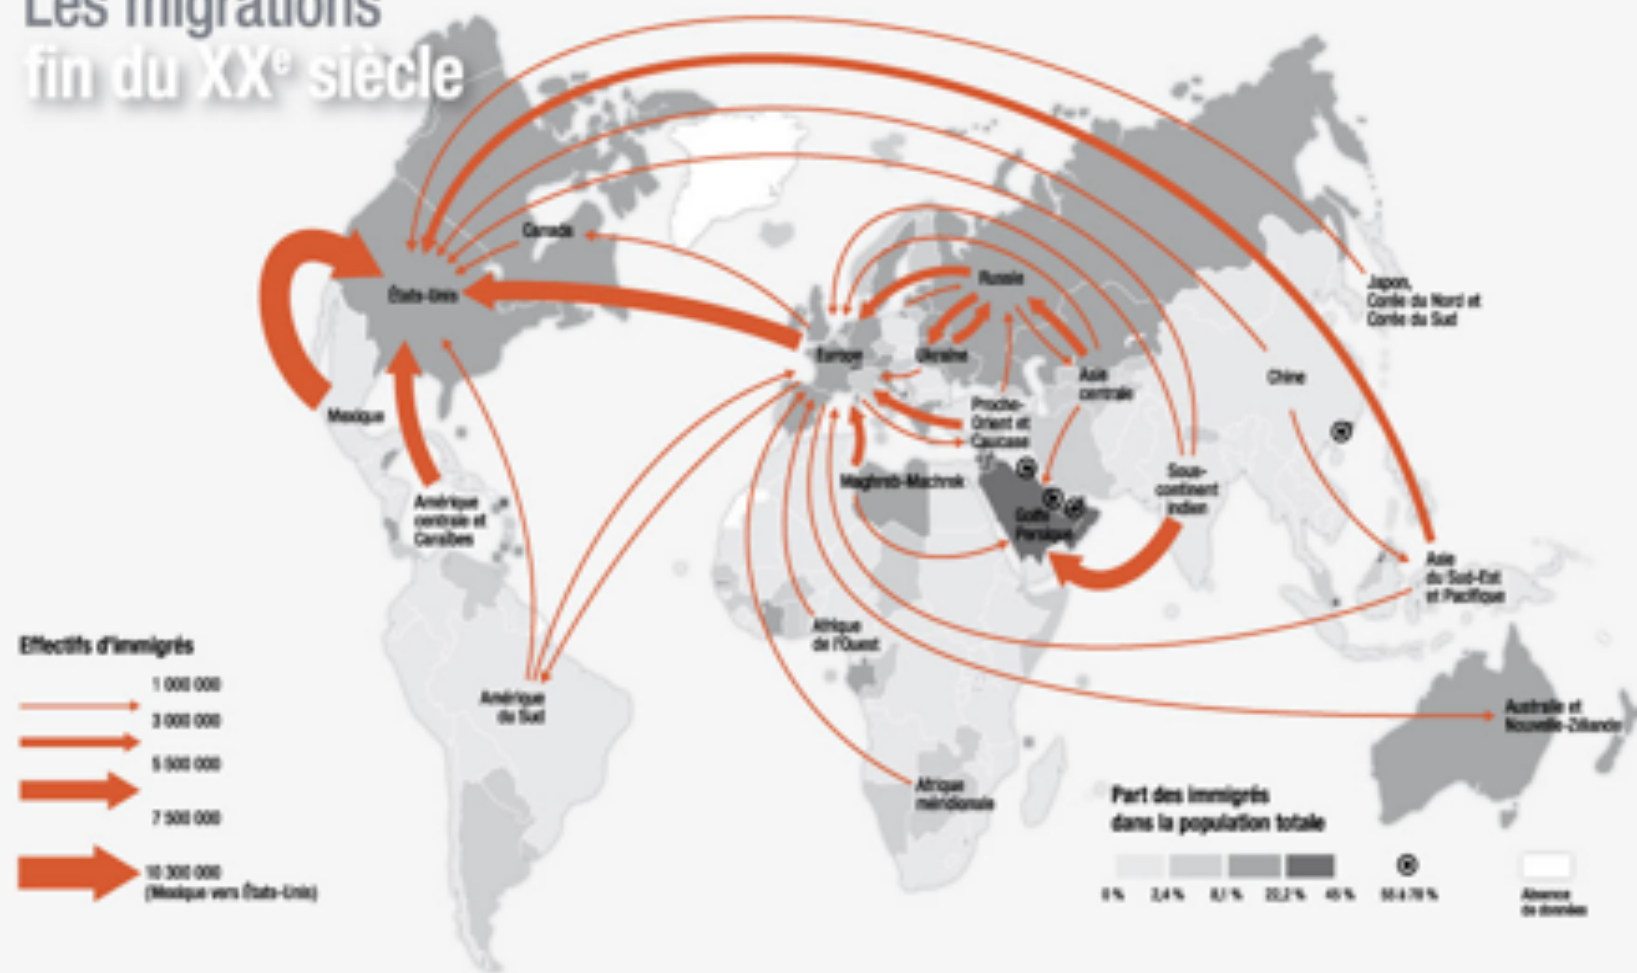 Les migrations
fin du XXe siècle
Canada
États-Unis
Mexique
Amérique
centrale et
Caraïbes
Amérique
du Sud
Europe
Russie
Ukraine
Asie
centrale
Proche-
Orient et
Caucase
Maghreb-Machrek
Golfe
Persique
Sous-
continent
indien
Chine
Japon,
Corée du Nord et
Corée du Sud
Asie
du Sud-Est
et Pacifique
Afrique
de l'Ouest
Afrique
méridionale
Australie et
Nouvelle-Zélande
Effectifs d'immigrés
1 000 000
3 000 000
5 500 000
7 500 000
10 300 000
(Mexique vers États-Unis)
Part des immigrés
dans la population totale
0 % 2,4 % 8,1 % 22,2 % 45 % 55 à 78 %
Absence
de données